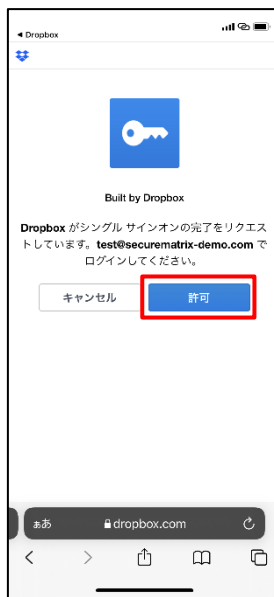 ◀ Dropbox
Built by Dropbox
Dropbox がシングル サインオンの完了をリクエス
トしています。test@securematrix-demo.com で
ログインしてください。
キャンセル
許可
ぁあ
dropbox.com